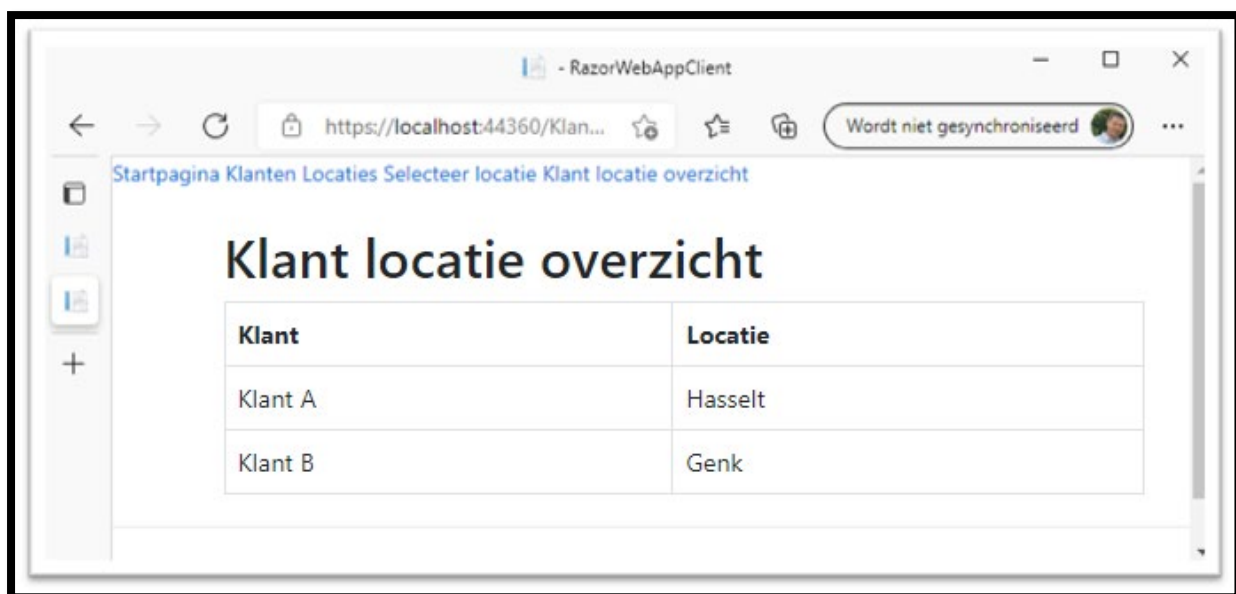 - RazorWebAppClient
https://localhost:44360/Klan...
Wordt niet gesynchroniseerd
Startpagina Klanten Locaties Selecteer locatie Klant locatie overzicht
Klant locatie overzicht
Klant Locatie
Klant A Hasselt
Klant B Genk